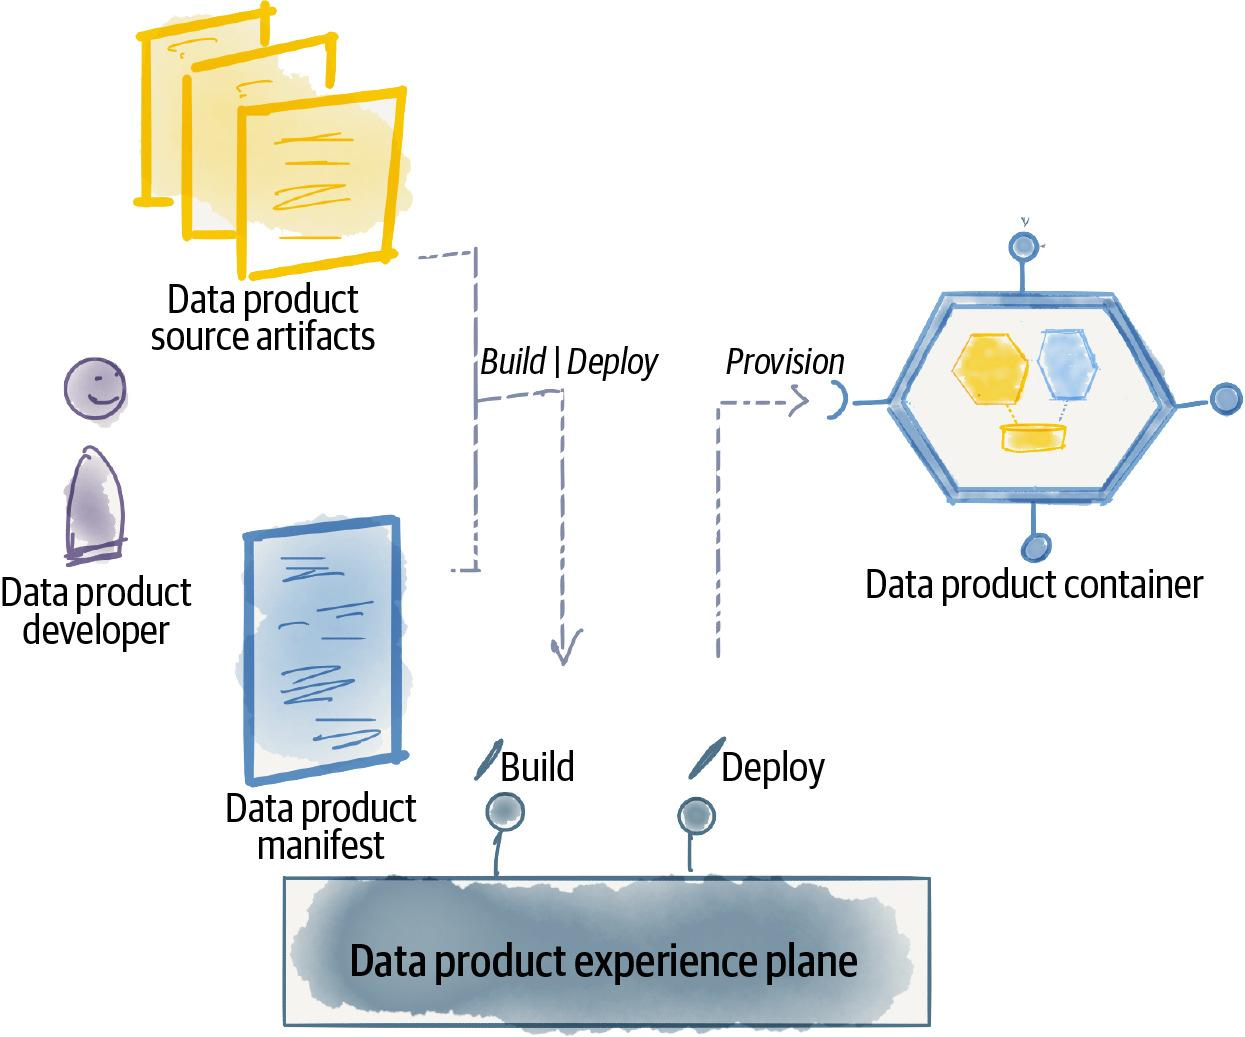 Data product
source artifacts
Build | Deploy
Provision
Data product
developer
Data product container
/Build
/Deploy
Data product
manifest
Data product experience plane